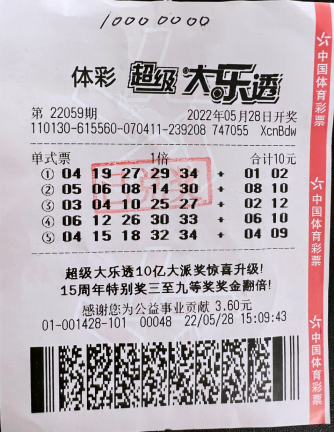 10000000
体彩 超级大乐透
第 22059期 2022年05月28日开奖
110130-615560-070411-239208 747055 XcnBdw
单式票 1倍 合计10元
① 04 19 27 29 34 + 01 02
② 05 06 08 14 30 + 08 10
③ 03 04 10 25 27 + 02 12
④ 06 12 26 30 33 + 06 10
⑤ 04 15 18 32 34 + 04 09
超级大乐透10亿大派奖惊喜升级!
15周年特别奖三至九等奖奖金翻倍!
感谢您为公益事业贡献 3.60元
01-001428-101 00048 22/05/28 15:09:43
中国体育彩票
中国体育彩票
中国体育彩票